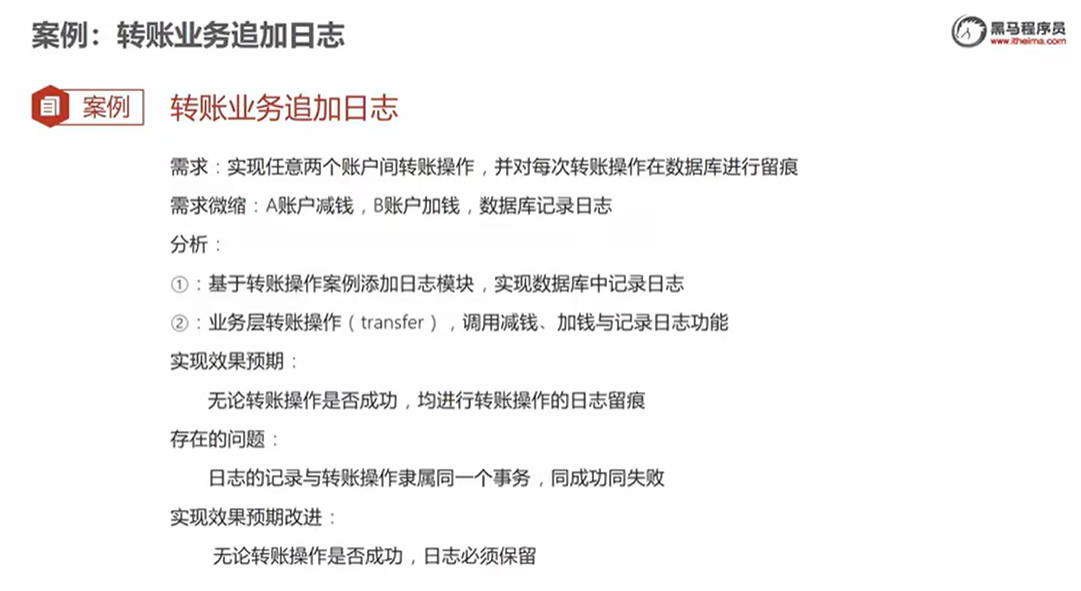 案例：转账业务追加日志
黑马程序员
www.itheima.com
案例
转账业务追加日志
需求：实现任意两个账户间转账操作，并对每次转账操作在数据库进行留痕
需求微缩：A账户减钱，B账户加钱，数据库记录日志
分析：
①：基于转账操作案例添加日志模块，实现数据库中记录日志
②：业务层转账操作（transfer），调用减钱、加钱与记录日志功能
实现效果预期：
无论转账操作是否成功，均进行转账操作的日志留痕
存在的问题：
日志的记录与转账操作隶属同一个事务，同成功同失败
实现效果预期改进：
无论转账操作是否成功，日志必须保留